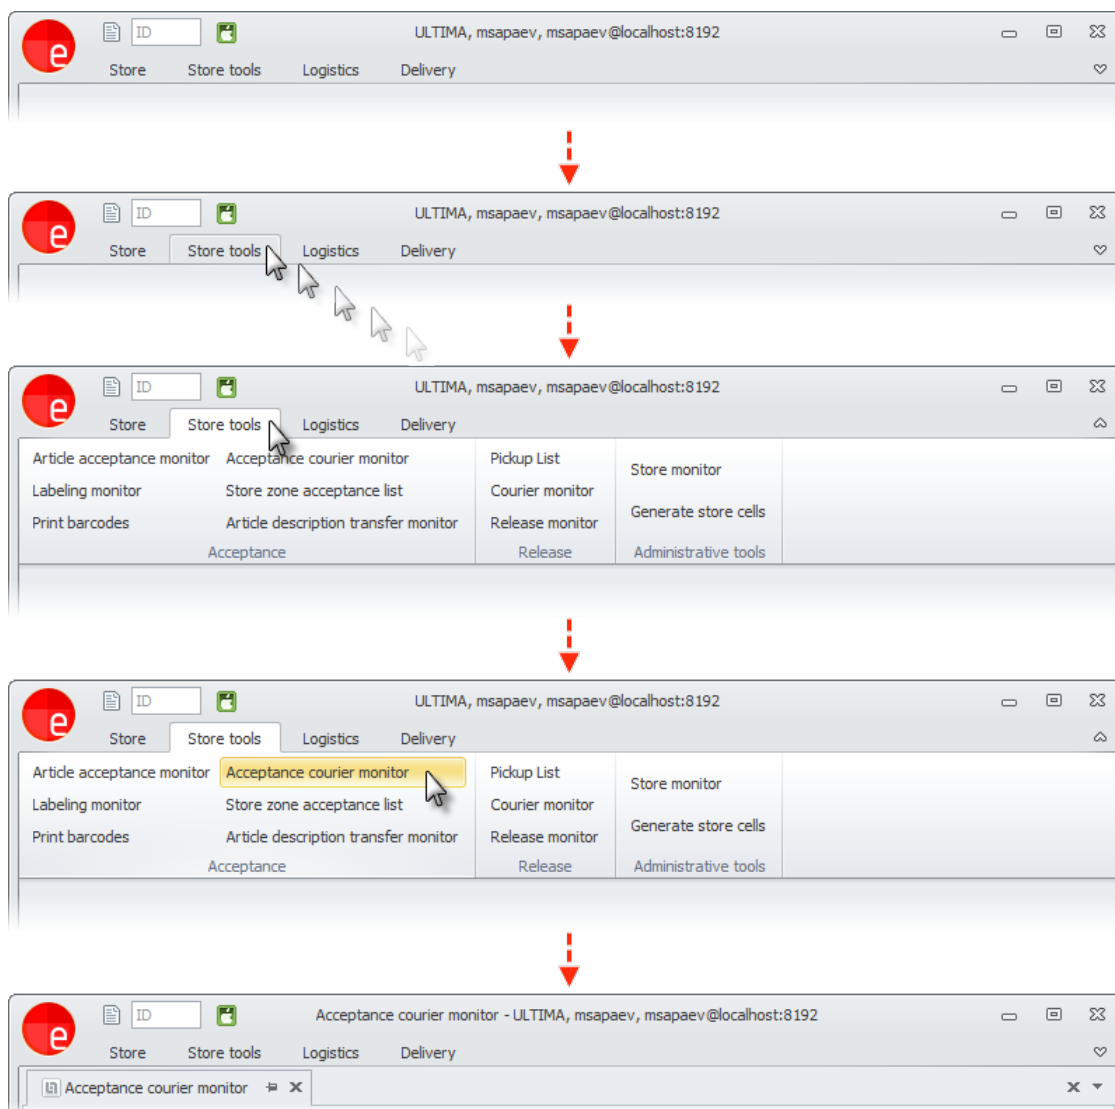 e
ID
ULTIMA, msapaev, msapaev@localhost:8192
Store Store tools Logistics Delivery
e
ID
ULTIMA, msapaev, msapaev@localhost:8192
Store Store tools Logistics Delivery
e
ID
ULTIMA, msapaev, msapaev@localhost:8192
Store Store tools Logistics Delivery
Article acceptance monitor Acceptance courier monitor Pickup List Store monitor
Labeling monitor Store zone acceptance list Courier monitor Generate store cells
Print barcodes Article description transfer monitor Release monitor
Acceptance Release Administrative tools
e
ID
ULTIMA, msapaev, msapaev@localhost:8192
Store Store tools Logistics Delivery
Article acceptance monitor Acceptance courier monitor Pickup List Store monitor
Labeling monitor Store zone acceptance list Courier monitor Generate store cells
Print barcodes Article description transfer monitor Release monitor
Acceptance Release Administrative tools
e
ID
Acceptance courier monitor - ULTIMA, msapaev, msapaev@localhost:8192
Store Store tools Logistics Delivery
Acceptance courier monitor